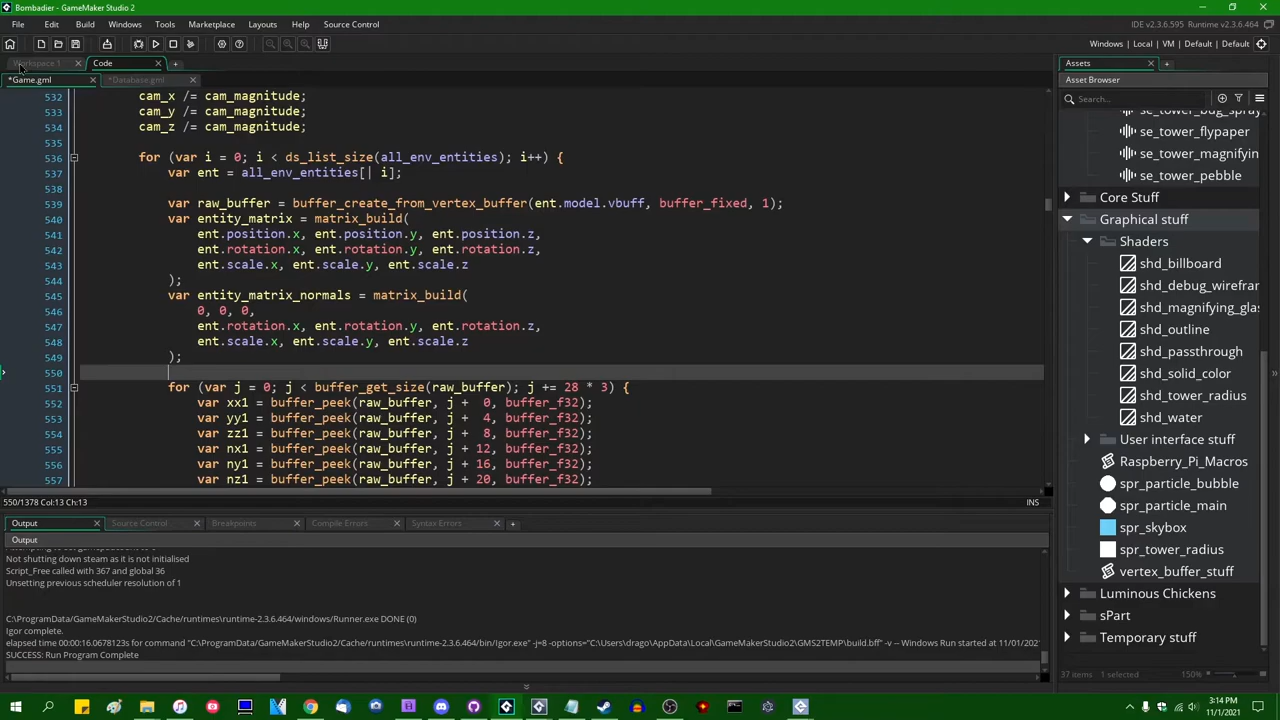 Bombadier - GameMaker Studio 2
File Edit Build Windows Tools Marketplace Layouts Help Source Control
IDE v2.3.6.595 Runtime v2.3.6.464
Windows | Local | VM | Default | Default
Workspace 1
Code
Assets
*Game.gml
*Database.gml
Asset Browser
Search...
532 cam_x /= cam_magnitude;
533 cam_y /= cam_magnitude;
534 cam_z /= cam_magnitude;
535
536 for (var i = 0; i < ds_list_size(all_env_entities); i++) {
537 var ent = all_env_entities[| i];
538
539 var raw_buffer = buffer_create_from_vertex_buffer(ent.model.vbuff, buffer_fixed, 1);
540 var entity_matrix = matrix_build(
541 ent.position.x, ent.position.y, ent.position.z,
542 ent.rotation.x, ent.rotation.y, ent.rotation.z,
543 ent.scale.x, ent.scale.y, ent.scale.z
544 );
545 var entity_matrix_normals = matrix_build(
546 0, 0, 0,
547 ent.rotation.x, ent.rotation.y, ent.rotation.z,
548 ent.scale.x, ent.scale.y, ent.scale.z
549 );
550
551 for (var j = 0; j < buffer_get_size(raw_buffer); j += 28 * 3) {
552 var xx1 = buffer_peek(raw_buffer, j + 0, buffer_f32);
553 var yy1 = buffer_peek(raw_buffer, j + 4, buffer_f32);
554 var zz1 = buffer_peek(raw_buffer, j + 8, buffer_f32);
555 var nx1 = buffer_peek(raw_buffer, j + 12, buffer_f32);
556 var ny1 = buffer_peek(raw_buffer, j + 16, buffer_f32);
557 var nz1 = buffer_peek(raw_buffer, j + 20, buffer_f32);
550/1378 Col:13 Ch:13
INS
se_tower_bug_spray
se_tower_flypaper
se_tower_magnifyin
se_tower_pebble
Core Stuff
Graphical stuff
Shaders
shd_billboard
shd_debug_wirefran
shd_magnifying_glas
shd_outline
shd_passthrough
shd_solid_color
shd_tower_radius
shd_water
User interface stuff
Raspberry_Pi_Macros
spr_particle_bubble
spr_particle_main
spr_skybox
spr_tower_radius
vertex_buffer_stuff
Luminous Chickens
sPart
Temporary stuff
37 items 1 selected 150%
Output Source Control Breakpoints Compile Errors Syntax Errors
Output
Not shutting down steam as it is not initialised
Script_Free called with 367 and global 36
Unsetting previous scheduler resolution of 1
C:\ProgramData/GameMakerStudio2/Cache/runtimes\runtime-2.3.6.464/windows/Runner.exe DONE (0)
Igor complete.
elapsed time 00:00:16.0678123s for command "C:\ProgramData/GameMakerStudio2/Cache/runtimes\runtime-2.3.6.464/bin/Igor.exe" -j=8 -options="C:\Users\drago\AppData\Local\GameMakerStudio2\GMS2TEMP\build.bff" -v -- Windows Run started at 11/01/202
SUCCESS: Run Program Complete
3:14 PM
11/1/2021